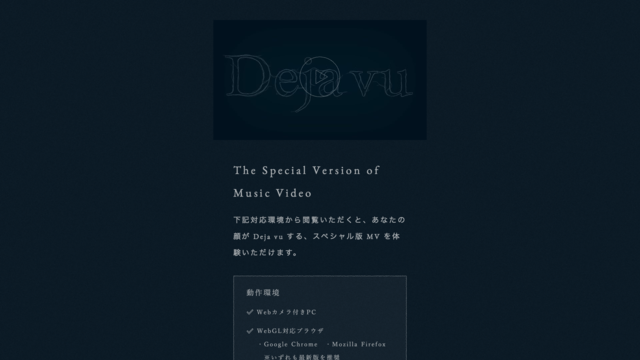 Deja vu
The Special Version of
Music Video
下記対応環境から閲覧いただくと、あなたの
顔が Deja vu する、スペシャル版 MV を体
験いただけます。
動作環境
Webカメラ付きPC
WebGL対応ブラウザ
・Google Chrome ・Mozilla Firefox
※いずれも最新版を推奨